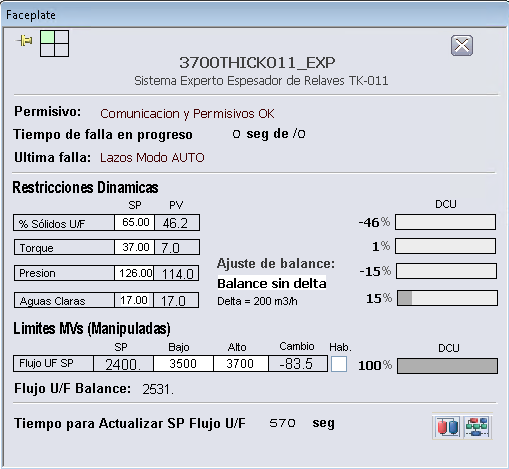 Faceplate
3700THICK011_EXP
Sistema Experto Espesador de Relaves TK-011
Permisivo: Comunicacion y Permisivos OK
Tiempo de falla en progreso 0 seg de /0
Ultima falla: Lazos Modo AUTO
Restricciones Dinamicas
SP PV DCU
% Sólidos U/F 65.00 46.2 -46%
Torque 37.00 7.0 1%
Ajuste de balance:
Presion 126.00 114.0 -15%
Balance sin delta
Aguas Claras 17.00 17.0 Delta = 200 m3/h 15%
Limites MVs (Manipuladas)
SP Bajo Alto Cambio Hab. DCU
Flujo UF SP 2400. 3500 3700 -83.5 100%
Flujo U/F Balance: 2531.
Tiempo para Actualizar SP Flujo U/F 570 seg